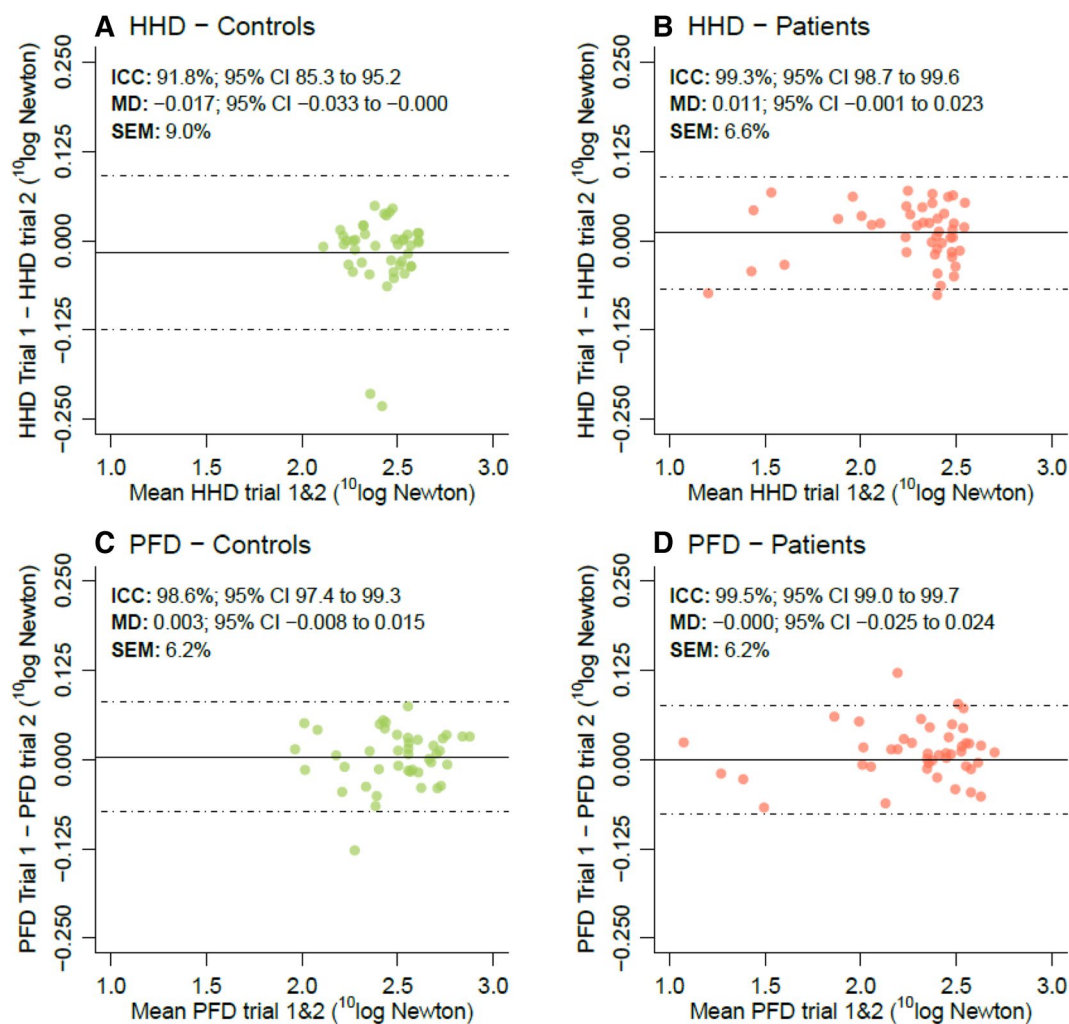 A HHD − Controls
ICC: 91.8%; 95% CI 85.3 to 95.2
MD: −0.017; 95% CI −0.033 to −0.000
SEM: 9.0%
HHD Trial 1 − HHD trial 2 (10log Newton)
0.250
0.125
0.000
−0.125
−0.250
1.0 1.5 2.0 2.5 3.0
Mean HHD trial 1&2 (10log Newton)
B HHD − Patients
ICC: 99.3%; 95% CI 98.7 to 99.6
MD: 0.011; 95% CI −0.001 to 0.023
SEM: 6.6%
HHD Trial 1 − HHD trial 2 (10log Newton)
0.250
0.125
0.000
−0.125
−0.250
1.0 1.5 2.0 2.5 3.0
Mean HHD trial 1&2 (10log Newton)
C PFD − Controls
ICC: 98.6%; 95% CI 97.4 to 99.3
MD: 0.003; 95% CI −0.008 to 0.015
SEM: 6.2%
PFD Trial 1 − PFD trial 2 (10log Newton)
0.250
0.125
0.000
−0.125
−0.250
1.0 1.5 2.0 2.5 3.0
Mean PFD trial 1&2 (10log Newton)
D PFD − Patients
ICC: 99.5%; 95% CI 99.0 to 99.7
MD: −0.000; 95% CI −0.025 to 0.024
SEM: 6.2%
PFD Trial 1 − PFD trial 2 (10log Newton)
0.250
0.125
0.000
−0.125
−0.250
1.0 1.5 2.0 2.5 3.0
Mean PFD trial 1&2 (10log Newton)